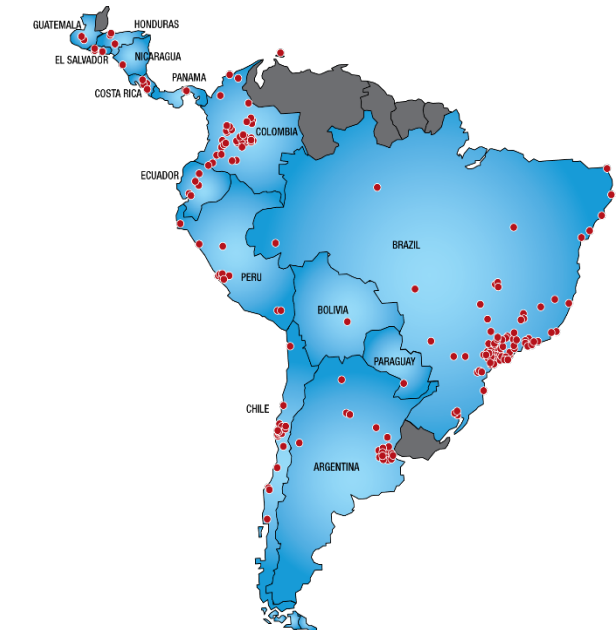 GUATEMALA
HONDURAS
EL SALVADOR
NICARAGUA
COSTA RICA
PANAMA
COLOMBIA
ECUADOR
BRAZIL
PERU
BOLIVIA
PARAGUAY
CHILE
ARGENTINA